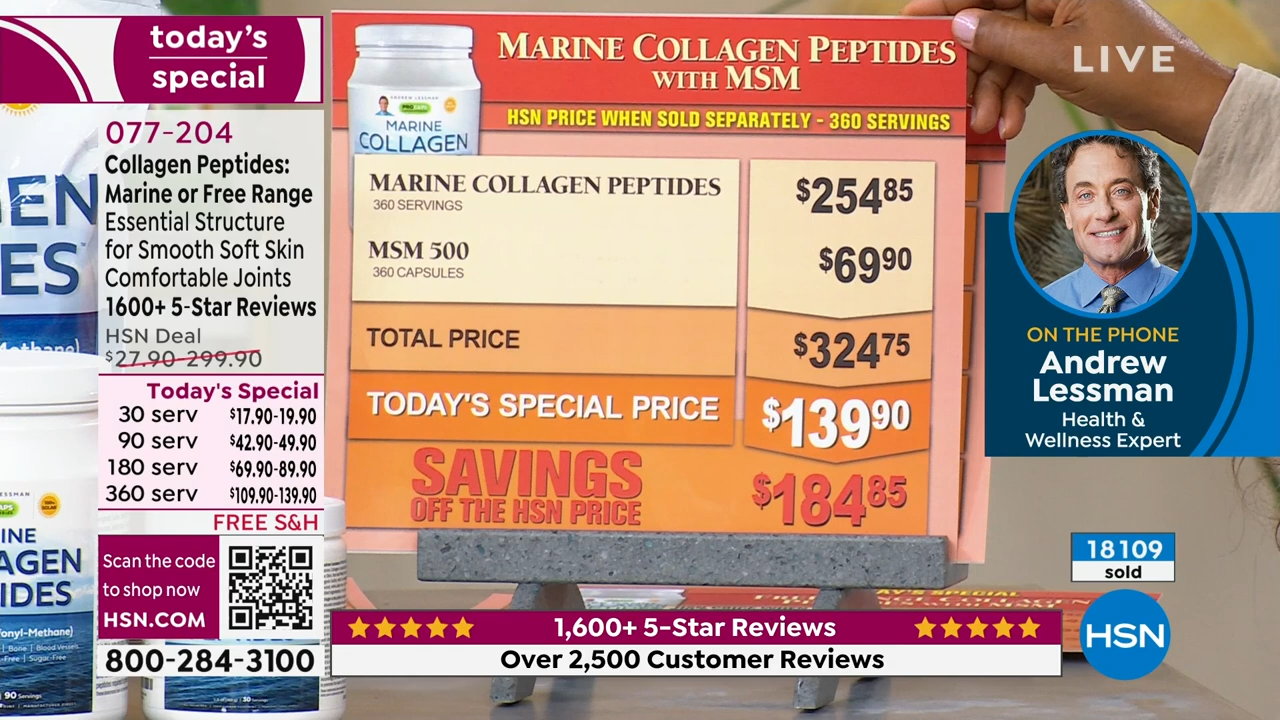 today's
special
077-204
Collagen Peptides:
Marine or Free Range
Essential Structure
for Smooth Soft Skin
Comfortable Joints
1600+ 5-Star Reviews
HSN Deal
$27.90-299.90
Today's Special
30 serv $17.90-19.90
90 serv $42.90-49.90
180 serv $69.90-89.90
360 serv $109.90-139.90
FREE S&H
Scan the code
to shop now
HSN.COM
800-284-3100
MARINE COLLAGEN PEPTIDES
WITH MSM
HSN PRICE WHEN SOLD SEPARATELY - 360 SERVINGS
ANDREW LESSMAN
MARINE
COLLAGEN
MARINE COLLAGEN PEPTIDES $254.85
360 SERVINGS
MSM 500 $69.90
360 CAPSULES
TOTAL PRICE $324.75
TODAY'S SPECIAL PRICE $139.90
SAVINGS
OFF THE HSN PRICE $184.85
LIVE
ON THE PHONE
Andrew
Lessman
Health &
Wellness Expert
18109
sold
HSN
1,600+ 5-Star Reviews
Over 2,500 Customer Reviews
90 Servings